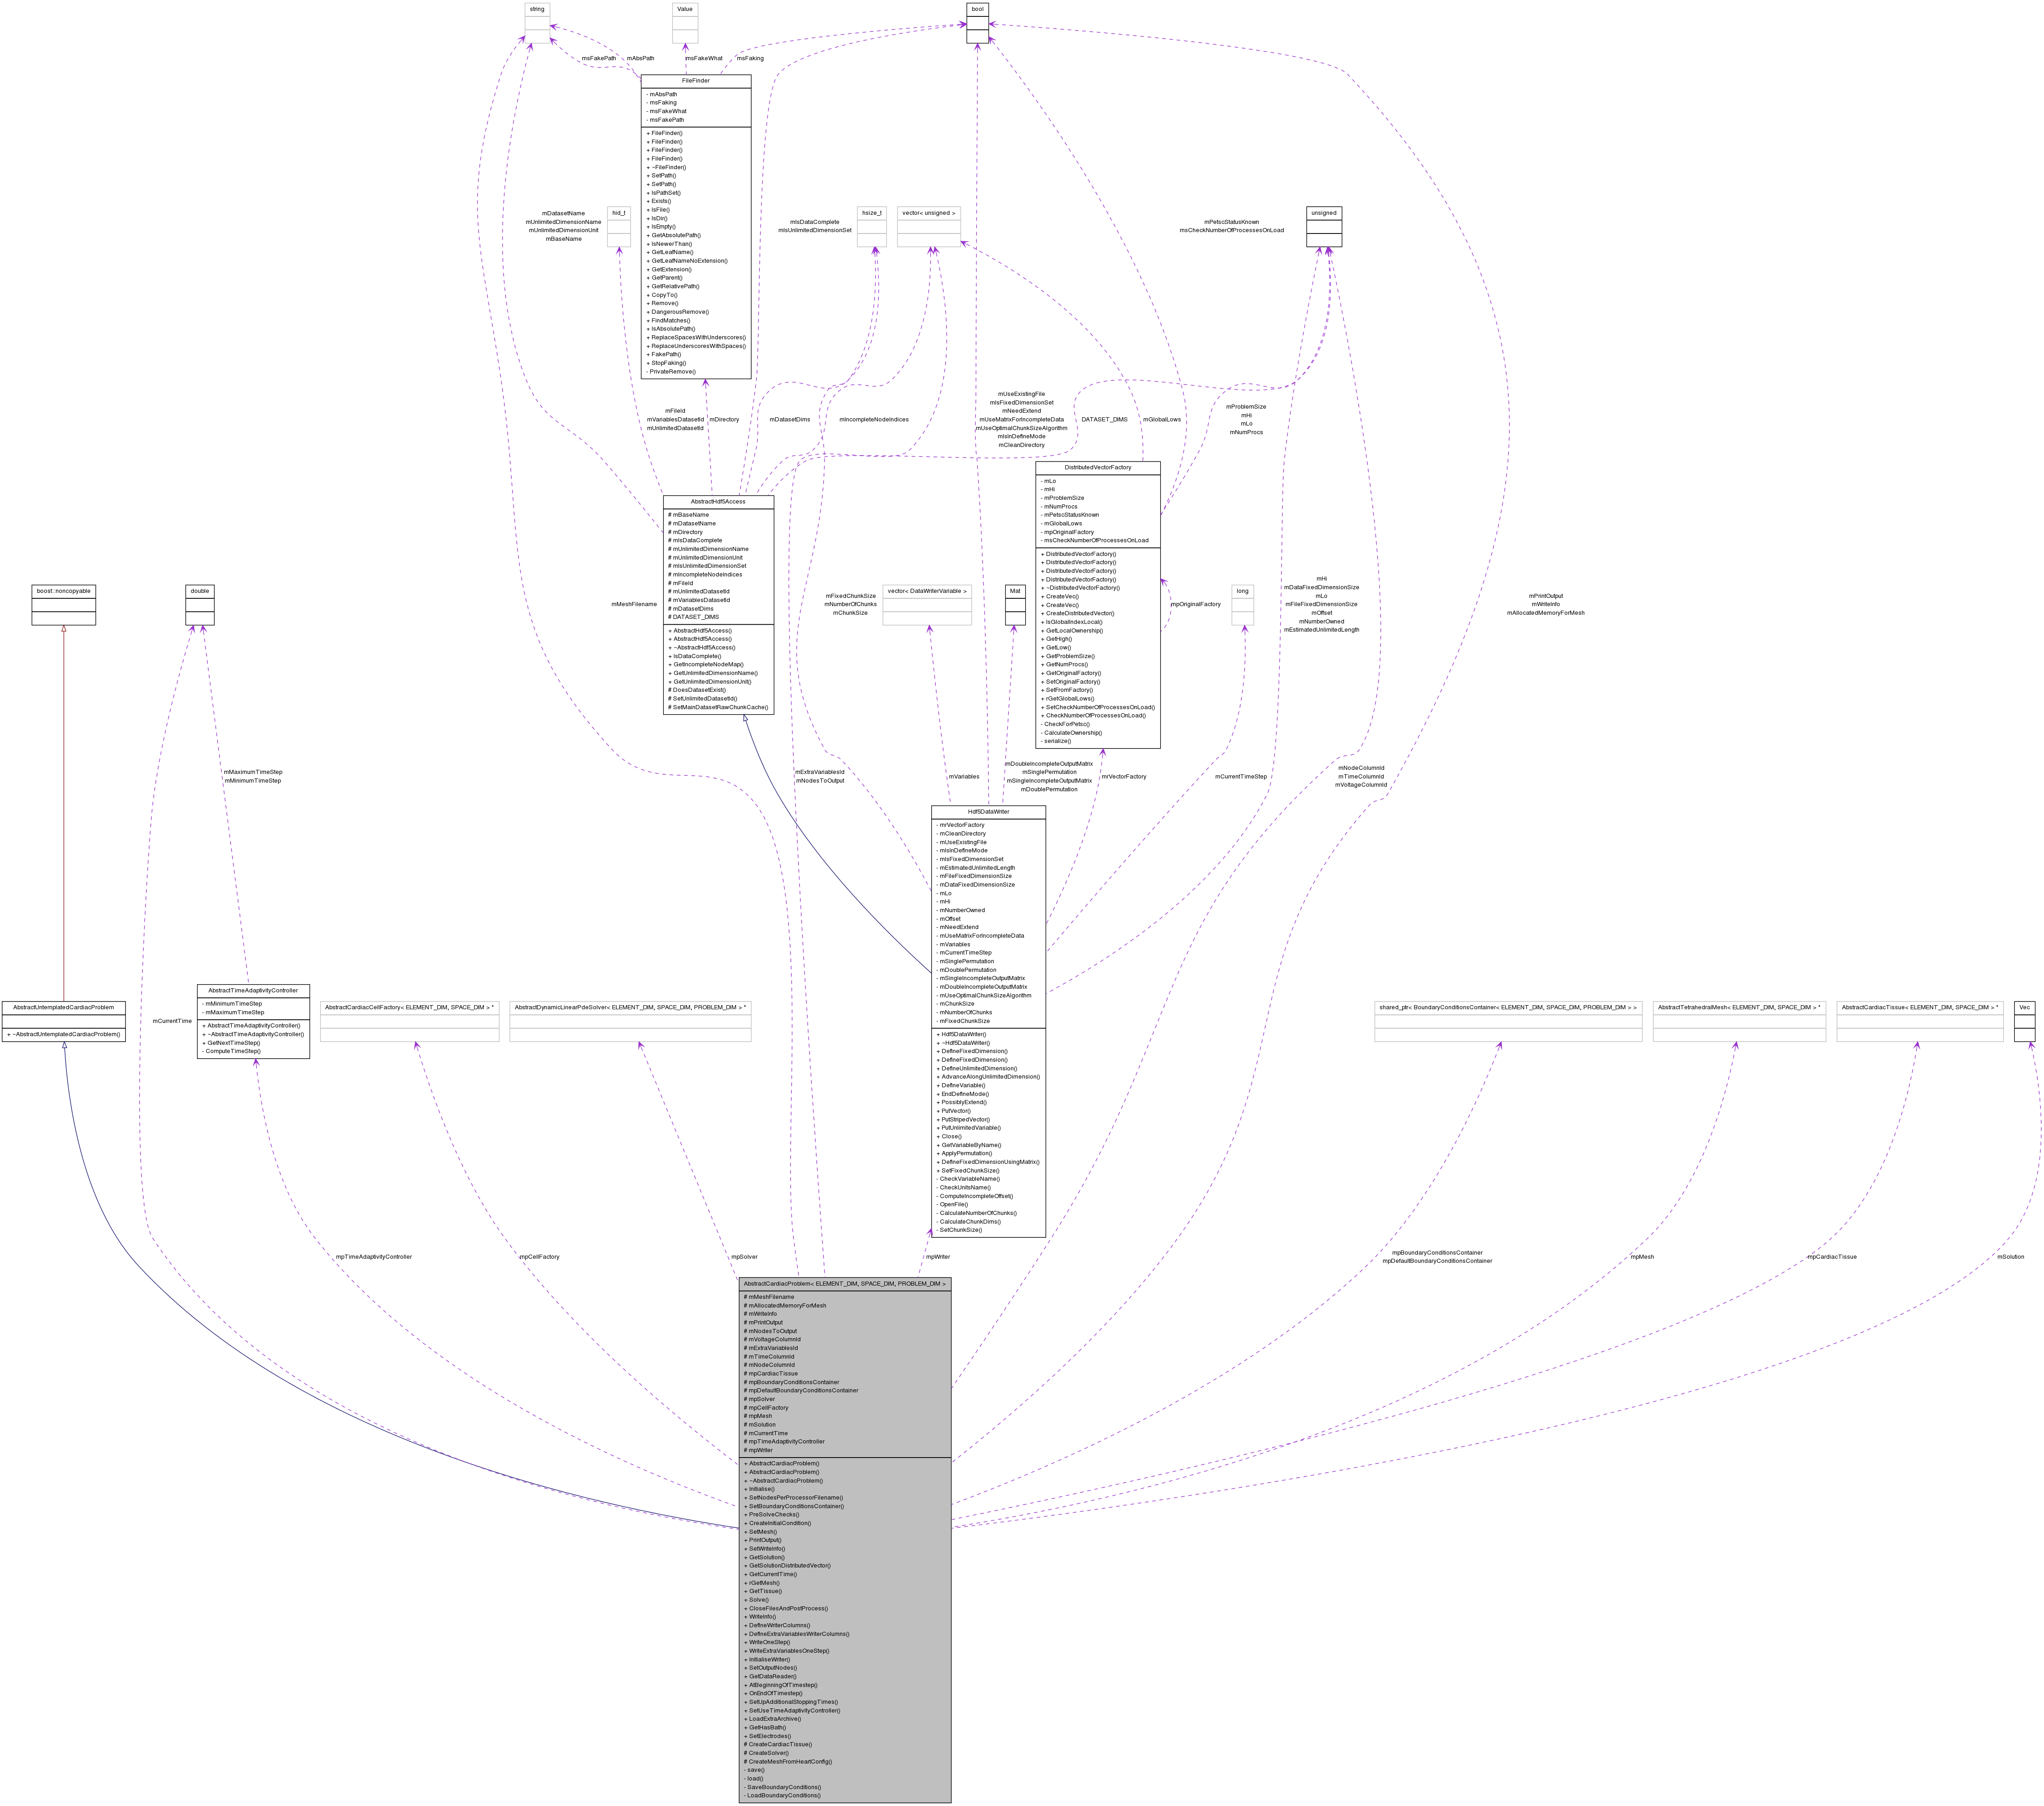 string
Value
bool
msFakePath
mAbsPath
msFakeWhat
msFaking
FileFinder
- mAbsPath
- msFaking
- msFakeWhat
- msFakePath
+ FileFinder()
+ FileFinder()
+ FileFinder()
+ FileFinder()
+ ~FileFinder()
+ SetPath()
+ SetPath()
+ IsPathSet()
+ Exists()
+ IsFile()
+ IsDir()
+ IsEmpty()
+ GetAbsolutePath()
+ IsNewerThan()
+ GetLeafName()
+ GetLeafNameNoExtension()
+ GetExtension()
+ GetParent()
+ GetRelativePath()
+ CopyTo()
+ Remove()
+ DangerousRemove()
+ FindMatches()
+ IsAbsolutePath()
+ ReplaceSpacesWithUnderscores()
+ ReplaceUnderscoresWithSpaces()
+ FakePath()
+ StopFaking()
- PrivateRemove()
mDatasetName
mUnlimitedDimensionName
mUnlimitedDimensionUnit
mBaseName
hid_t
mIsDataComplete
mIsUnlimitedDimensionSet
hsize_t
vector< unsigned >
mPetscStatusKnown
msCheckNumberOfProcessesOnLoad
unsigned
mFileId
mVariablesDatasetId
mUnlimitedDatasetId
mDirectory
mDatasetDims
mIncompleteNodeIndices
mUseExistingFile
mIsFixedDimensionSet
mNeedExtend
mUseMatrixForIncompleteData
mUseOptimalChunkSizeAlgorithm
mIsInDefineMode
mCleanDirectory
DATASET_DIMS
mGlobalLows
mProblemSize
mHi
mLo
mNumProcs
AbstractHdf5Access
# mBaseName
# mDatasetName
# mDirectory
# mIsDataComplete
# mUnlimitedDimensionName
# mUnlimitedDimensionUnit
# mIsUnlimitedDimensionSet
# mIncompleteNodeIndices
# mFileId
# mUnlimitedDatasetId
# mVariablesDatasetId
# mDatasetDims
# DATASET_DIMS
+ AbstractHdf5Access()
+ AbstractHdf5Access()
+ ~AbstractHdf5Access()
+ IsDataComplete()
+ GetIncompleteNodeMap()
+ GetUnlimitedDimensionName()
+ GetUnlimitedDimensionUnit()
# DoesDatasetExist()
# SetUnlimitedDatasetId()
# SetMainDatasetRawChunkCache()
DistributedVectorFactory
- mLo
- mHi
- mProblemSize
- mNumProcs
- mPetscStatusKnown
- mGlobalLows
- mpOriginalFactory
- msCheckNumberOfProcessesOnLoad
+ DistributedVectorFactory()
+ DistributedVectorFactory()
+ DistributedVectorFactory()
+ DistributedVectorFactory()
+ ~DistributedVectorFactory()
+ CreateVec()
+ CreateVec()
+ CreateDistributedVector()
+ IsGlobalIndexLocal()
+ GetLocalOwnership()
+ GetHigh()
+ GetLow()
+ GetProblemSize()
+ GetNumProcs()
+ GetOriginalFactory()
+ SetOriginalFactory()
+ SetFromFactory()
+ rGetGlobalLows()
+ SetCheckNumberOfProcessesOnLoad()
+ CheckNumberOfProcessesOnLoad()
- CheckForPetsc()
- CalculateOwnership()
- serialize()
boost::noncopyable
double
mMeshFilename
mFixedChunkSize
mNumberOfChunks
mChunkSize
vector< DataWriterVariable >
Mat
mpOriginalFactory
long
mHi
mDataFixedDimensionSize
mLo
mFileFixedDimensionSize
mOffset
mNumberOwned
mEstimatedUnlimitedLength
mPrintOutput
mWriteInfo
mAllocatedMemoryForMesh
mMaximumTimeStep
mMinimumTimeStep
mExtraVariablesId
mNodesToOutput
mVariables
mDoubleIncompleteOutputMatrix
mSinglePermutation
mSingleIncompleteOutputMatrix
mDoublePermutation
mrVectorFactory
mCurrentTimeStep
mNodeColumnId
mTimeColumnId
mVoltageColumnId
Hdf5DataWriter
- mrVectorFactory
- mCleanDirectory
- mUseExistingFile
- mIsInDefineMode
- mIsFixedDimensionSet
- mEstimatedUnlimitedLength
- mFileFixedDimensionSize
- mDataFixedDimensionSize
- mLo
- mHi
- mNumberOwned
- mOffset
- mNeedExtend
- mUseMatrixForIncompleteData
- mVariables
- mCurrentTimeStep
- mSinglePermutation
- mDoublePermutation
- mSingleIncompleteOutputMatrix
- mDoubleIncompleteOutputMatrix
- mUseOptimalChunkSizeAlgorithm
- mChunkSize
- mNumberOfChunks
- mFixedChunkSize
+ Hdf5DataWriter()
+ ~Hdf5DataWriter()
+ DefineFixedDimension()
+ DefineFixedDimension()
+ DefineUnlimitedDimension()
+ AdvanceAlongUnlimitedDimension()
+ DefineVariable()
+ EndDefineMode()
+ PossiblyExtend()
+ PutVector()
+ PutStripedVector()
+ PutUnlimitedVariable()
+ Close()
+ GetVariableByName()
+ ApplyPermutation()
+ DefineFixedDimensionUsingMatrix()
+ SetFixedChunkSize()
- CheckVariableName()
- CheckUnitsName()
- ComputeIncompleteOffset()
- OpenFile()
- CalculateNumberOfChunks()
- CalculateChunkDims()
- SetChunkSize()
AbstractUntemplatedCardiacProblem
+ ~AbstractUntemplatedCardiacProblem()
mCurrentTime
AbstractTimeAdaptivityController
- mMinimumTimeStep
- mMaximumTimeStep
+ AbstractTimeAdaptivityController()
+ ~AbstractTimeAdaptivityController()
+ GetNextTimeStep()
- ComputeTimeStep()
AbstractCardiacCellFactory< ELEMENT_DIM, SPACE_DIM > *
AbstractDynamicLinearPdeSolver< ELEMENT_DIM, SPACE_DIM, PROBLEM_DIM > *
shared_ptr< BoundaryConditionsContainer< ELEMENT_DIM, SPACE_DIM, PROBLEM_DIM > >
AbstractTetrahedralMesh< ELEMENT_DIM, SPACE_DIM > *
AbstractCardiacTissue< ELEMENT_DIM, SPACE_DIM > *
Vec
mpTimeAdaptivityController
mpCellFactory
mpSolver
mpWriter
mpBoundaryConditionsContainer
mpDefaultBoundaryConditionsContainer
mpMesh
mpCardiacTissue
mSolution
AbstractCardiacProblem< ELEMENT_DIM, SPACE_DIM, PROBLEM_DIM >
# mMeshFilename
# mAllocatedMemoryForMesh
# mWriteInfo
# mPrintOutput
# mNodesToOutput
# mVoltageColumnId
# mExtraVariablesId
# mTimeColumnId
# mNodeColumnId
# mpCardiacTissue
# mpBoundaryConditionsContainer
# mpDefaultBoundaryConditionsContainer
# mpSolver
# mpCellFactory
# mpMesh
# mSolution
# mCurrentTime
# mpTimeAdaptivityController
# mpWriter
+ AbstractCardiacProblem()
+ AbstractCardiacProblem()
+ ~AbstractCardiacProblem()
+ Initialise()
+ SetNodesPerProcessorFilename()
+ SetBoundaryConditionsContainer()
+ PreSolveChecks()
+ CreateInitialCondition()
+ SetMesh()
+ PrintOutput()
+ SetWriteInfo()
+ GetSolution()
+ GetSolutionDistributedVector()
+ GetCurrentTime()
+ rGetMesh()
+ GetTissue()
+ Solve()
+ CloseFilesAndPostProcess()
+ WriteInfo()
+ DefineWriterColumns()
+ DefineExtraVariablesWriterColumns()
+ WriteOneStep()
+ WriteExtraVariablesOneStep()
+ InitialiseWriter()
+ SetOutputNodes()
+ GetDataReader()
+ AtBeginningOfTimestep()
+ OnEndOfTimestep()
+ SetUpAdditionalStoppingTimes()
+ SetUseTimeAdaptivityController()
+ LoadExtraArchive()
+ GetHasBath()
+ SetElectrodes()
# CreateCardiacTissue()
# CreateSolver()
# CreateMeshFromHeartConfig()
- save()
- load()
- SaveBoundaryConditions()
- LoadBoundaryConditions()